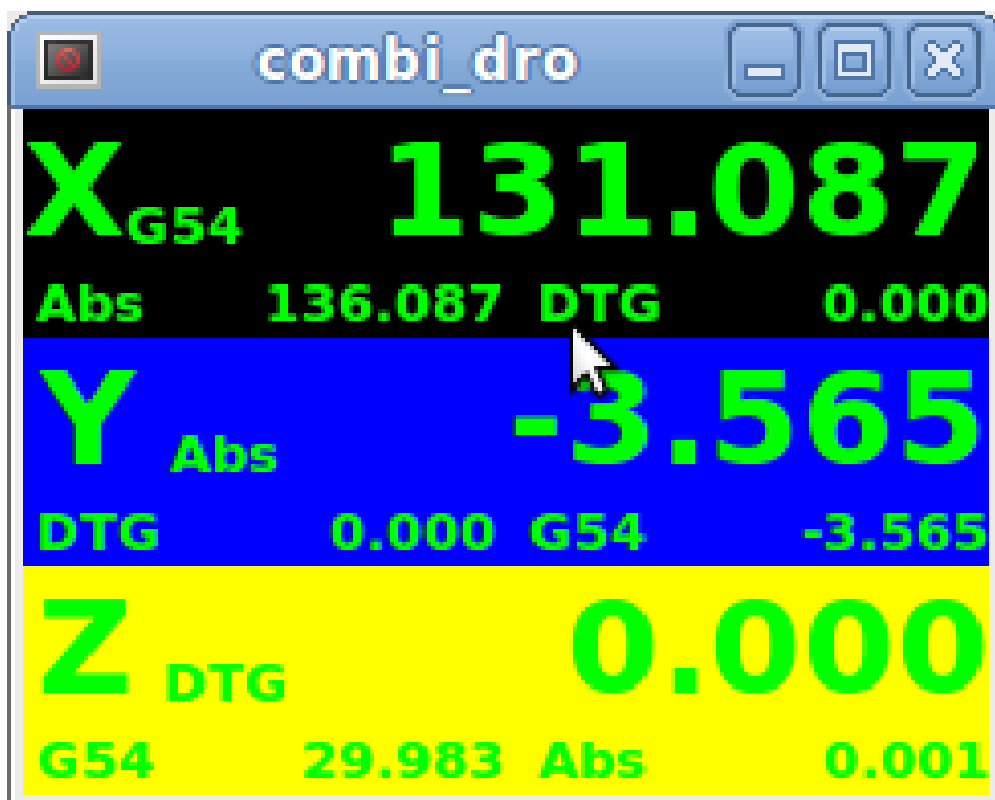 combi_dro
X G54 131.087
Abs 136.087 DTG 0.000
Y Abs -3.565
DTG 0.000 G54 -3.565
Z DTG 0.000
G54 29.983 Abs 0.001